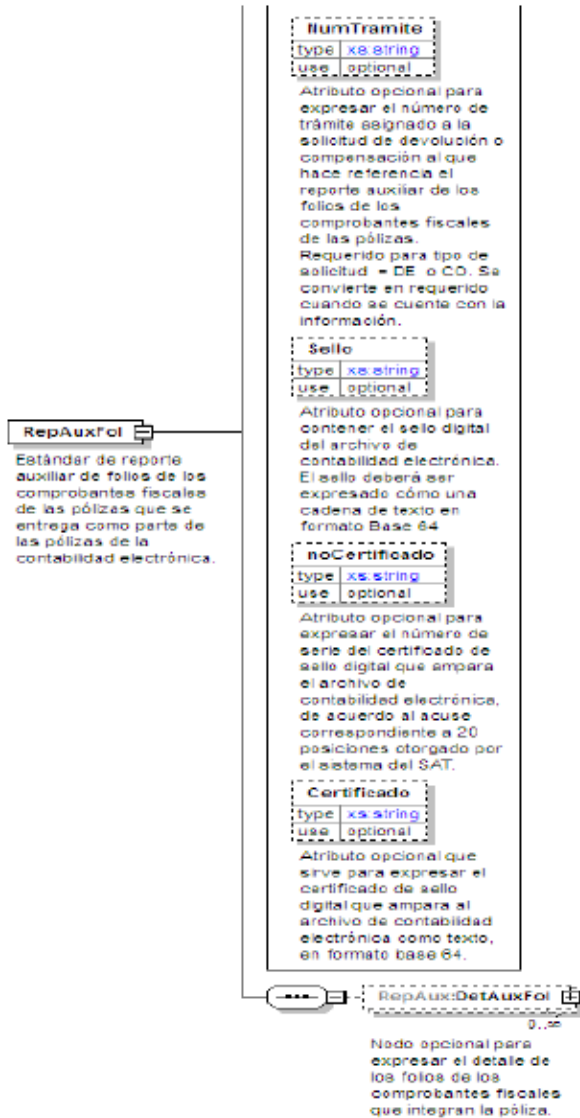 NumTramite
type xs:string
use optional
Atributo opcional para
expresar el número de
trámite asignado a la
solicitud de devolución o
compensación al que
hace referencia el
reporte auxiliar de los
folios de los
comprobantes fiscales
de las pólizas.
Requerido para tipo de
solicitud = DE o CO. Se
convierte en requerido
cuando se cuente con la
información.
Sello
type xs:string
use optional
Atributo opcional para
contener el sello digital
del archivo de
contabilidad electrónica.
El sello deberá ser
expresado cómo una
cadena de texto en
formato Base 64
RepAuxFol
Estándar de reporte
auxiliar de folios de los
comprobantes fiscales
de las pólizas que se
entrega como parte de
las pólizas de la
contabilidad electrónica.
noCertificado
type xs:string
use optional
Atributo opcional para
expresar el número de
serie del certificado de
sello digital que ampara
el archivo de
contabilidad electrónica,
de acuerdo al acuse
correspondiente a 20
posiciones otorgado por
el sistema del SAT.
Certificado
type xs:string
use optional
Atributo opcional que
sirve para expresar el
certificado de sello
digital que ampara al
archivo de contabilidad
electrónica como texto,
en formato base 64.
RepAux:DetAuxFol
0..∞
Nodo opcional para
expresar el detalle de
los folios de los
comprobantes fiscales
que integran la póliza.